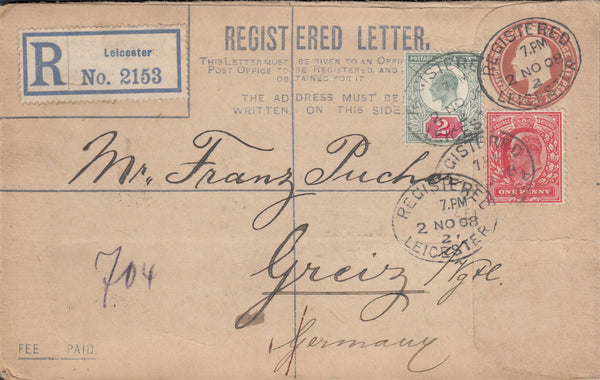 R
Leicester
No. 2153
REGISTERED LETTER.
THIS LETTER MUST BE GIVEN TO AN OFFICER OF THE
POST OFFICE TO BE REGISTERED, AND A
OBTAINED FOR IT
THE ADDRESS MUST BE
WRITTEN ON THIS SIDE.
REGISTERED
7.PM
2 NO 08
2
LEICESTER
POSTAGE
2
ONE PENNY
REGISTERED
7.PM
2 NO 08
2
LEICESTER
Mr. Franz Puch
Greiz
Germany
704
FEE PAID.